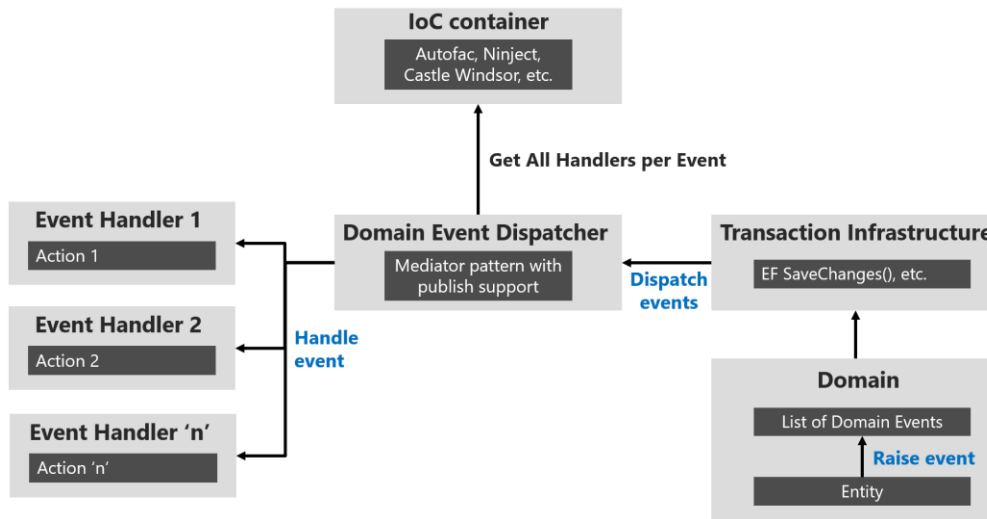 IoC container
Autofac, Ninject,
Castle Windsor, etc.
Get All Handlers per Event
Event Handler 1
Action 1
Domain Event Dispatcher
Mediator pattern with
publish support
Transaction Infrastructure
EF SaveChanges(), etc.
Dispatch
events
Event Handler 2
Action 2
Handle
event
Domain
List of Domain Events
Raise event
Entity
Event Handler ‘n’
Action ‘n’